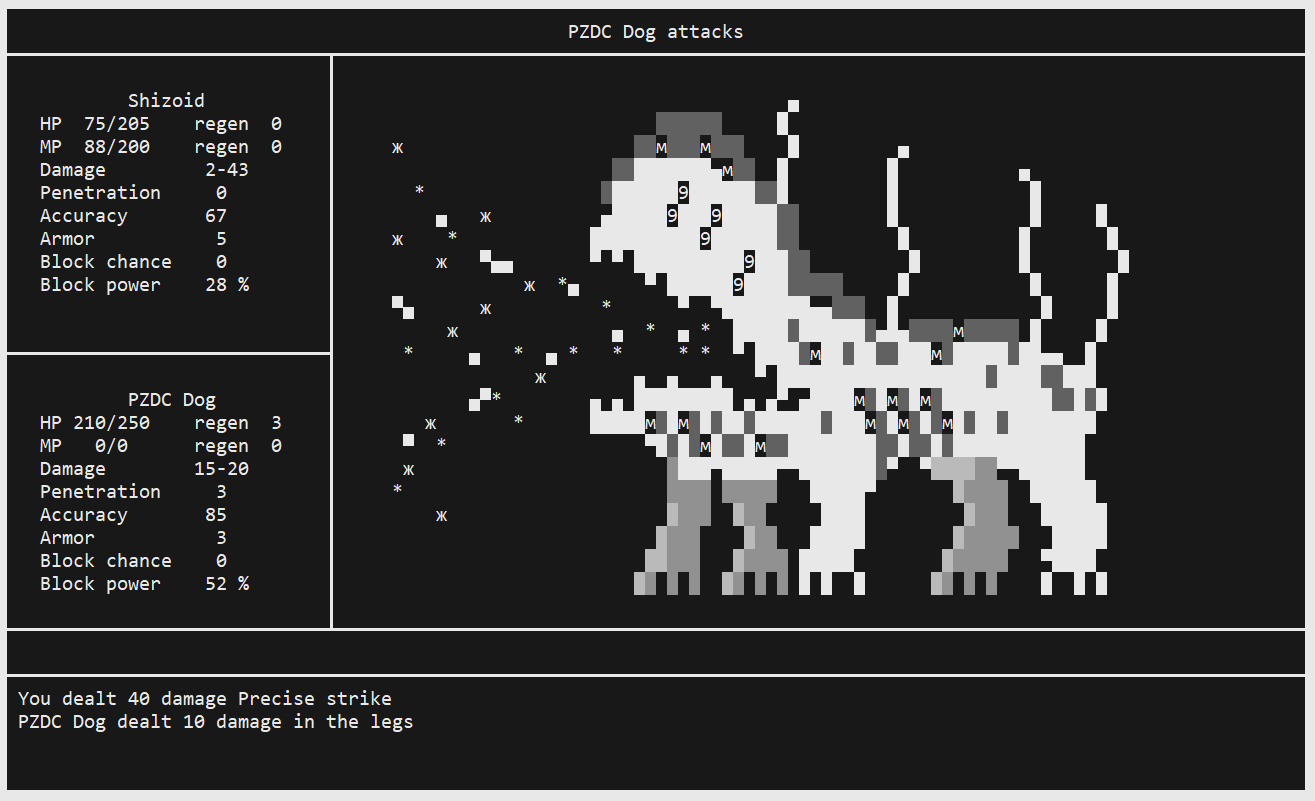 PZDC Dog attacks
Shizoid
HP 75/205 regen 0
MP 88/200 regen 0
Damage 2-43
Penetration 0
Accuracy 67
Armor 5
Block chance 0
Block power 28 %
PZDC Dog
HP 210/250 regen 3
MP 0/0 regen 0
Damage 15-20
Penetration 3
Accuracy 85
Armor 3
Block chance 0
Block power 52 %
You dealt 40 damage Precise strike
PZDC Dog dealt 10 damage in the legs